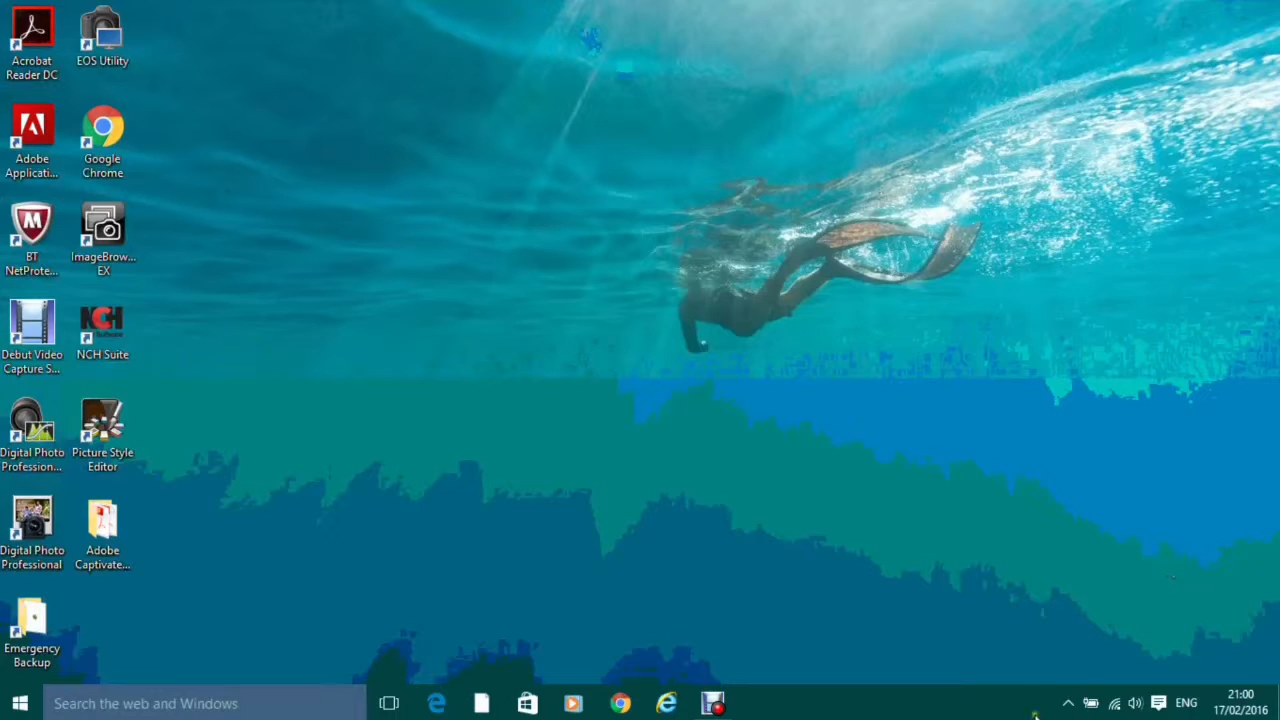 Acrobat
Reader DC
EOS Utility
Adobe
Applicati...
Google
Chrome
BT
NetProte...
ImageBrow...
EX
Debut Video
Capture S...
NCH
NCH Suite
Digital Photo
Profession...
Picture Style
Editor
Digital Photo
Professional
Adobe
Captivate...
Emergency
Backup
Search the web and Windows
ENG
21:00
17/02/2016